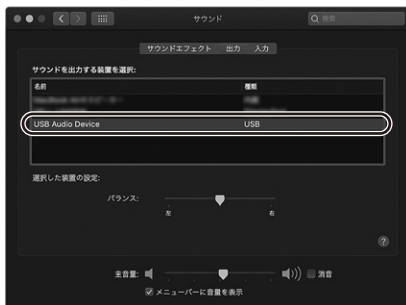 サウンド
検索
サウンドエフェクト 出力 入力
サウンドを出力する装置を選択:
名前 種類
USB Audio Device USB
選択した装置の設定:
バランス:
左 右
?
主音量: 消音
メニューバーに音量を表示